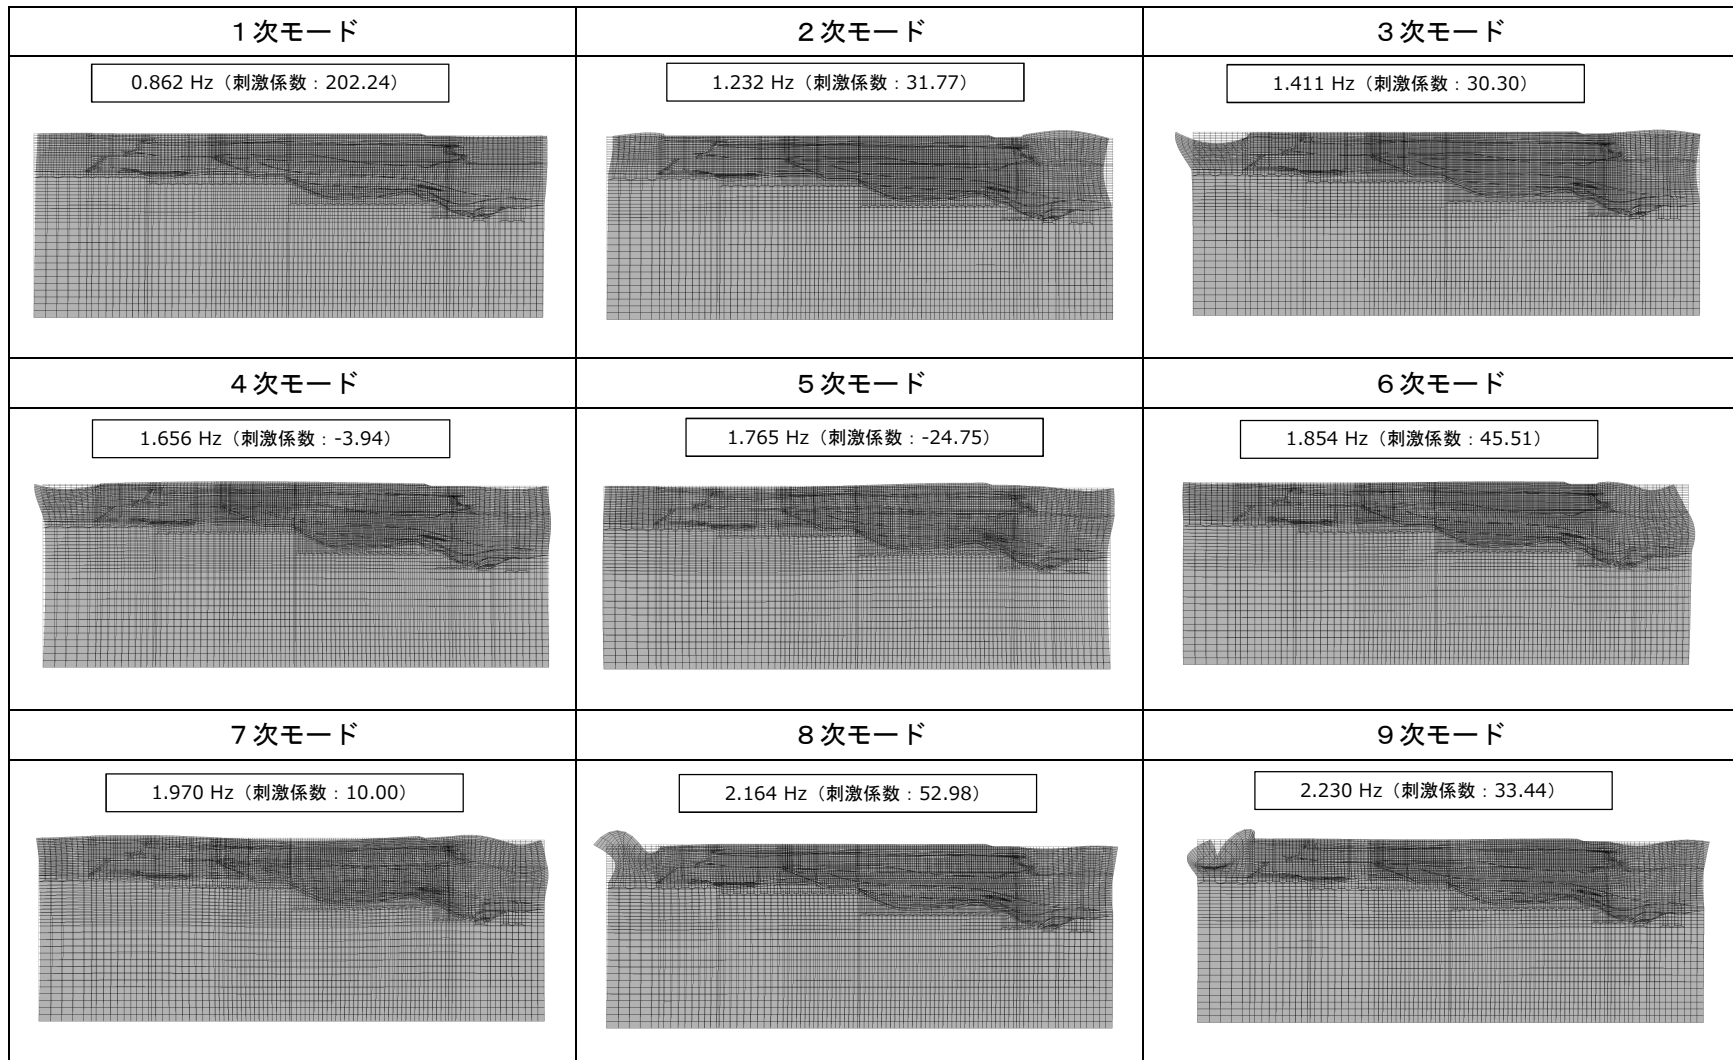 1次モード
2次モード
3次モード
0.862 Hz（刺激係数：202.24）
1.232 Hz（刺激係数：31.77）
1.411 Hz（刺激係数：30.30）
4次モード
5次モード
6次モード
1.656 Hz（刺激係数：-3.94）
1.765 Hz（刺激係数：-24.75）
1.854 Hz（刺激係数：45.51）
7次モード
8次モード
9次モード
1.970 Hz（刺激係数：10.00）
2.164 Hz（刺激係数：52.98）
2.230 Hz（刺激係数：33.44）